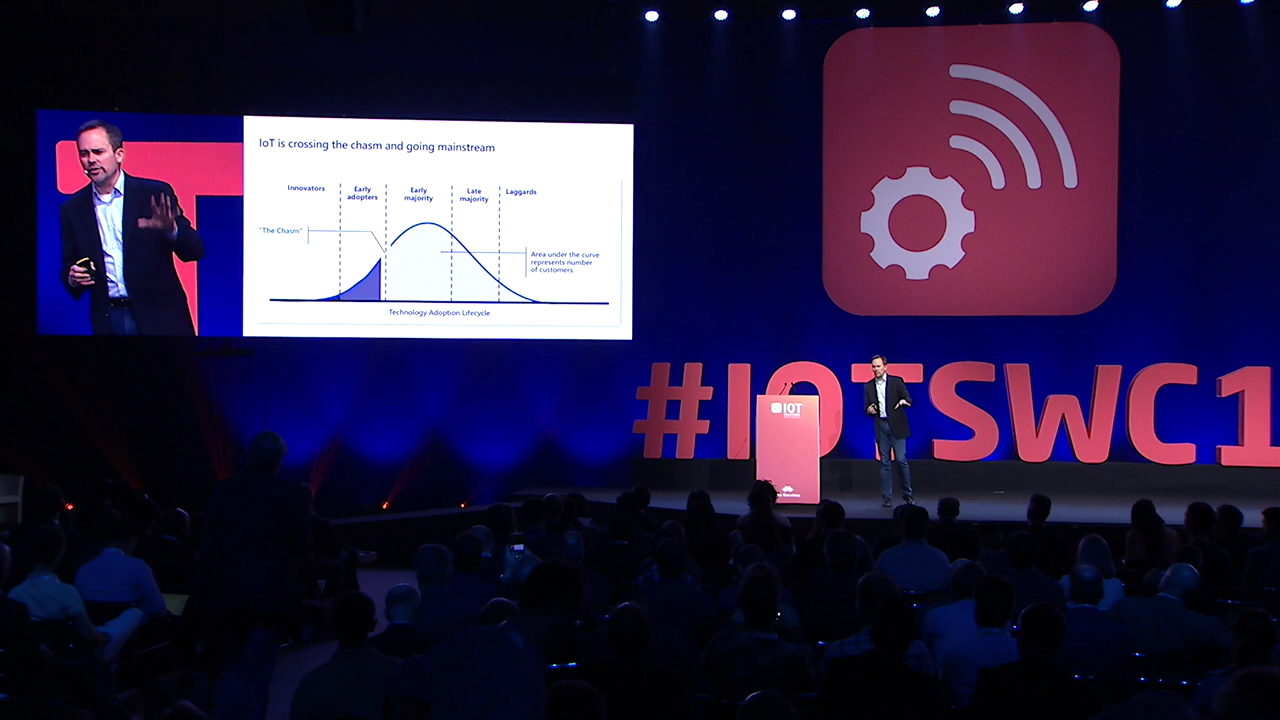 IoT is crossing the chasm and going mainstream
Innovators
Early
adopters
Early
majority
Late
majority
Laggards
"The Chasm"
Area under the curve
represents number
of customers
Technology Adoption Lifecycle
#IOTSWC1
IOT
Barcelona